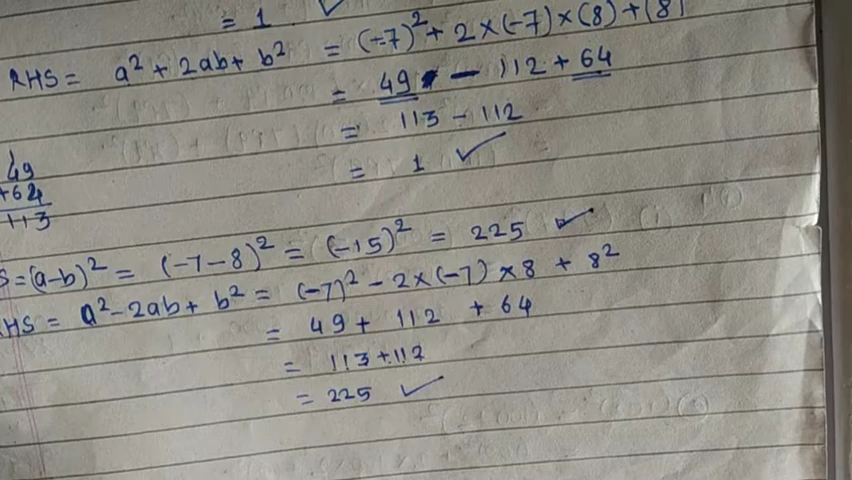 = 1 ✓
RHS = a² + 2ab + b² = (-7)² + 2×(-7)×(8) + (8)
= 49 - 112 + 64
= 113 - 112
= 1 ✓
49
+64
113
S = (a-b)² = (-7-8)² = (-15)² = 225 ✓
RHS = a² - 2ab + b² = (-7)² - 2×(-7)×8 + 8²
= 49 + 112 + 64
= 113 + 112
= 225 ✓